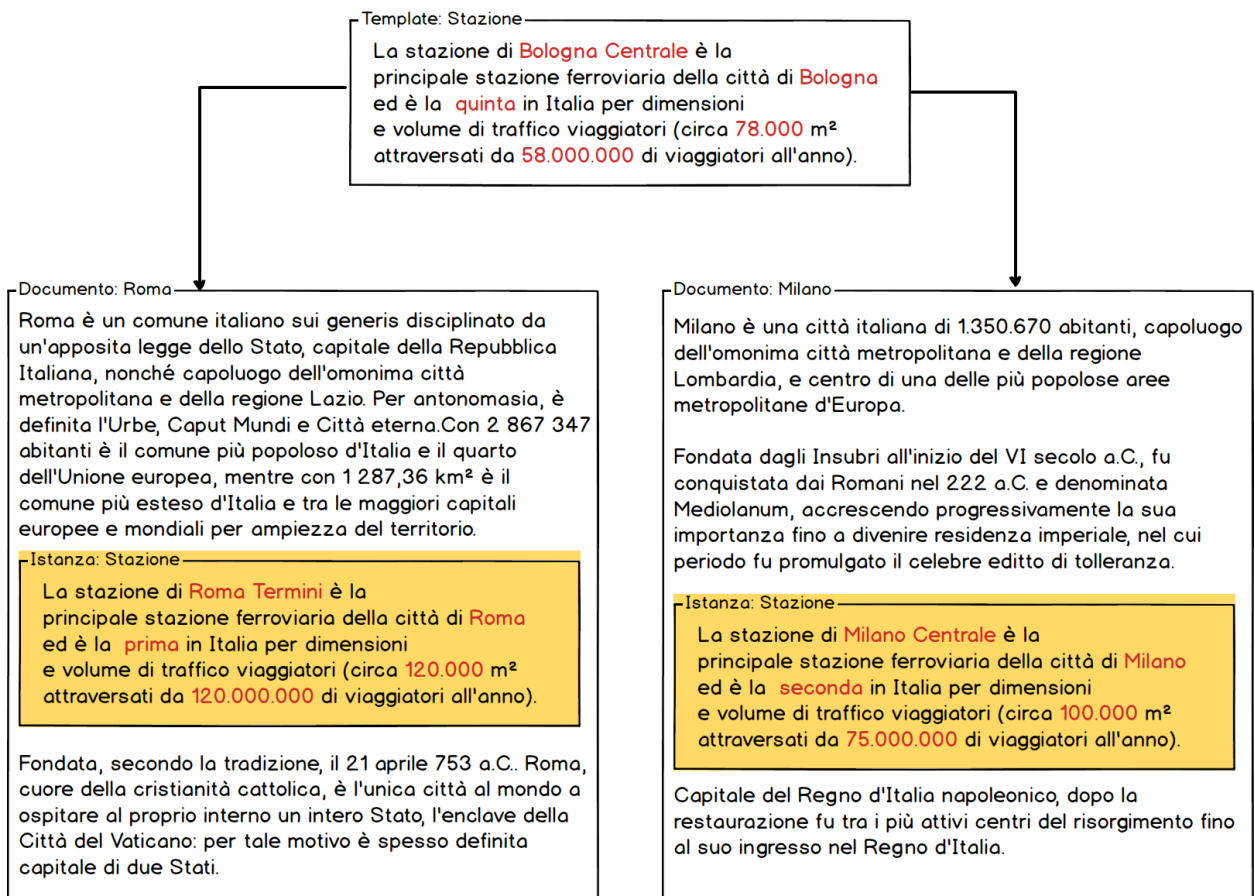 Template: Stazione
La stazione di Bologna Centrale è la
principale stazione ferroviaria della città di Bologna
ed è la quinta in Italia per dimensioni
e volume di traffico viaggiatori (circa 78.000 m²
attraversati da 58.000.000 di viaggiatori all'anno).
Documento: Roma
Roma è un comune italiano sui generis disciplinato da
un'apposita legge dello Stato, capitale della Repubblica
Italiana, nonché capoluogo dell'omonima città
metropolitana e della regione Lazio. Per antonomasia, è
definita l'Urbe, Caput Mundi e Città eterna.Con 2 867 347
abitanti è il comune più popoloso d'Italia e il quarto
dell'Unione europea, mentre con 1 287,36 km² è il
comune più esteso d'Italia e tra le maggiori capitali
europee e mondiali per ampiezza del territorio.
Istanza: Stazione
La stazione di Roma Termini è la
principale stazione ferroviaria della città di Roma
ed è la prima in Italia per dimensioni
e volume di traffico viaggiatori (circa 120.000 m²
attraversati da 120.000.000 di viaggiatori all'anno).
Fondata, secondo la tradizione, il 21 aprile 753 a.C.. Roma,
cuore della cristianità cattolica, è l'unica città al mondo a
ospitare al proprio interno un intero Stato, l'enclave della
Città del Vaticano: per tale motivo è spesso definita
capitale di due Stati.
Documento: Milano
Milano è una città italiana di 1.350.670 abitanti, capoluogo
dell'omonima città metropolitana e della regione
Lombardia, e centro di una delle più popolose aree
metropolitane d'Europa.
Fondata dagli Insubri all'inizio del VI secolo a.C., fu
conquistata dai Romani nel 222 a.C. e denominata
Mediolanum, accrescendo progressivamente la sua
importanza fino a divenire residenza imperiale, nel cui
periodo fu promulgato il celebre editto di tolleranza.
Istanza: Stazione
La stazione di Milano Centrale è la
principale stazione ferroviaria della città di Milano
ed è la seconda in Italia per dimensioni
e volume di traffico viaggiatori (circa 100.000 m²
attraversati da 75.000.000 di viaggiatori all'anno).
Capitale del Regno d'Italia napoleonico, dopo la
restaurazione fu tra i più attivi centri del risorgimento fino
al suo ingresso nel Regno d'Italia.